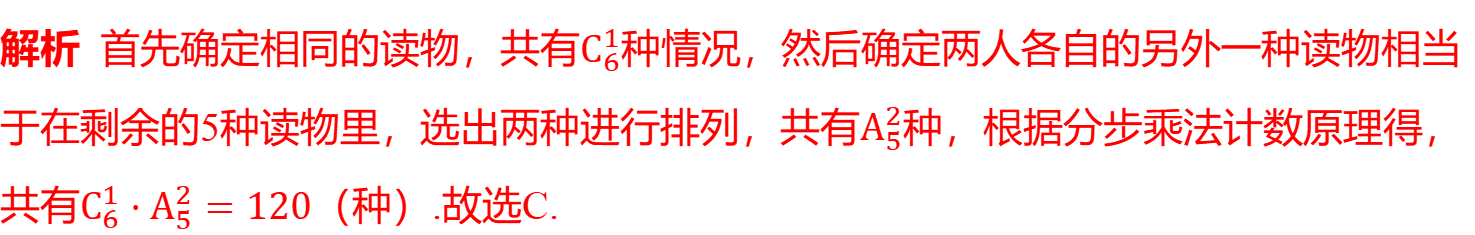 解析 首先确定相同的读物，共有C₆¹种情况，然后确定两人各自的另外一种读物相当
于在剩余的5种读物里，选出两种进行排列，共有A₅²种，根据分步乘法计数原理得，
共有C₆¹·A₅² = 120（种）.故选C.